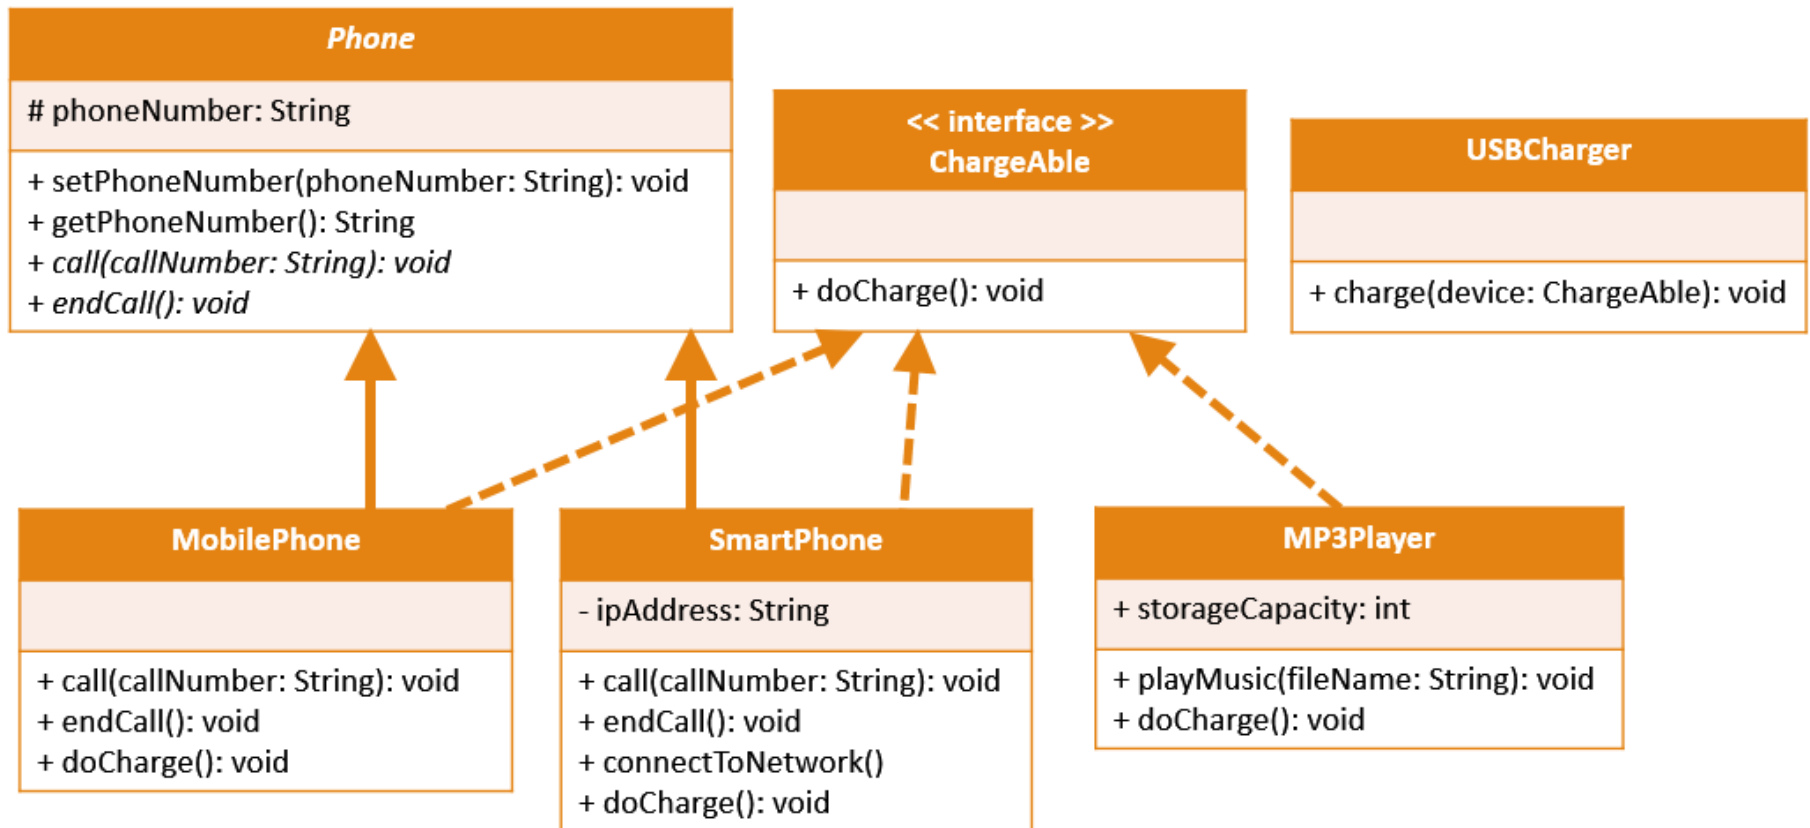 Phone
# phoneNumber: String
+ setPhoneNumber(phoneNumber: String): void
+ getPhoneNumber(): String
+ call(callNumber: String): void
+ endCall(): void
<< interface >>
ChargeAble
+ doCharge(): void
USBCharger
+ charge(device: ChargeAble): void
MobilePhone
+ call(callNumber: String): void
+ endCall(): void
+ doCharge(): void
SmartPhone
- ipAddress: String
+ call(callNumber: String): void
+ endCall(): void
+ connectToNetwork()
+ doCharge(): void
MP3Player
+ storageCapacity: int
+ playMusic(fileName: String): void
+ doCharge(): void